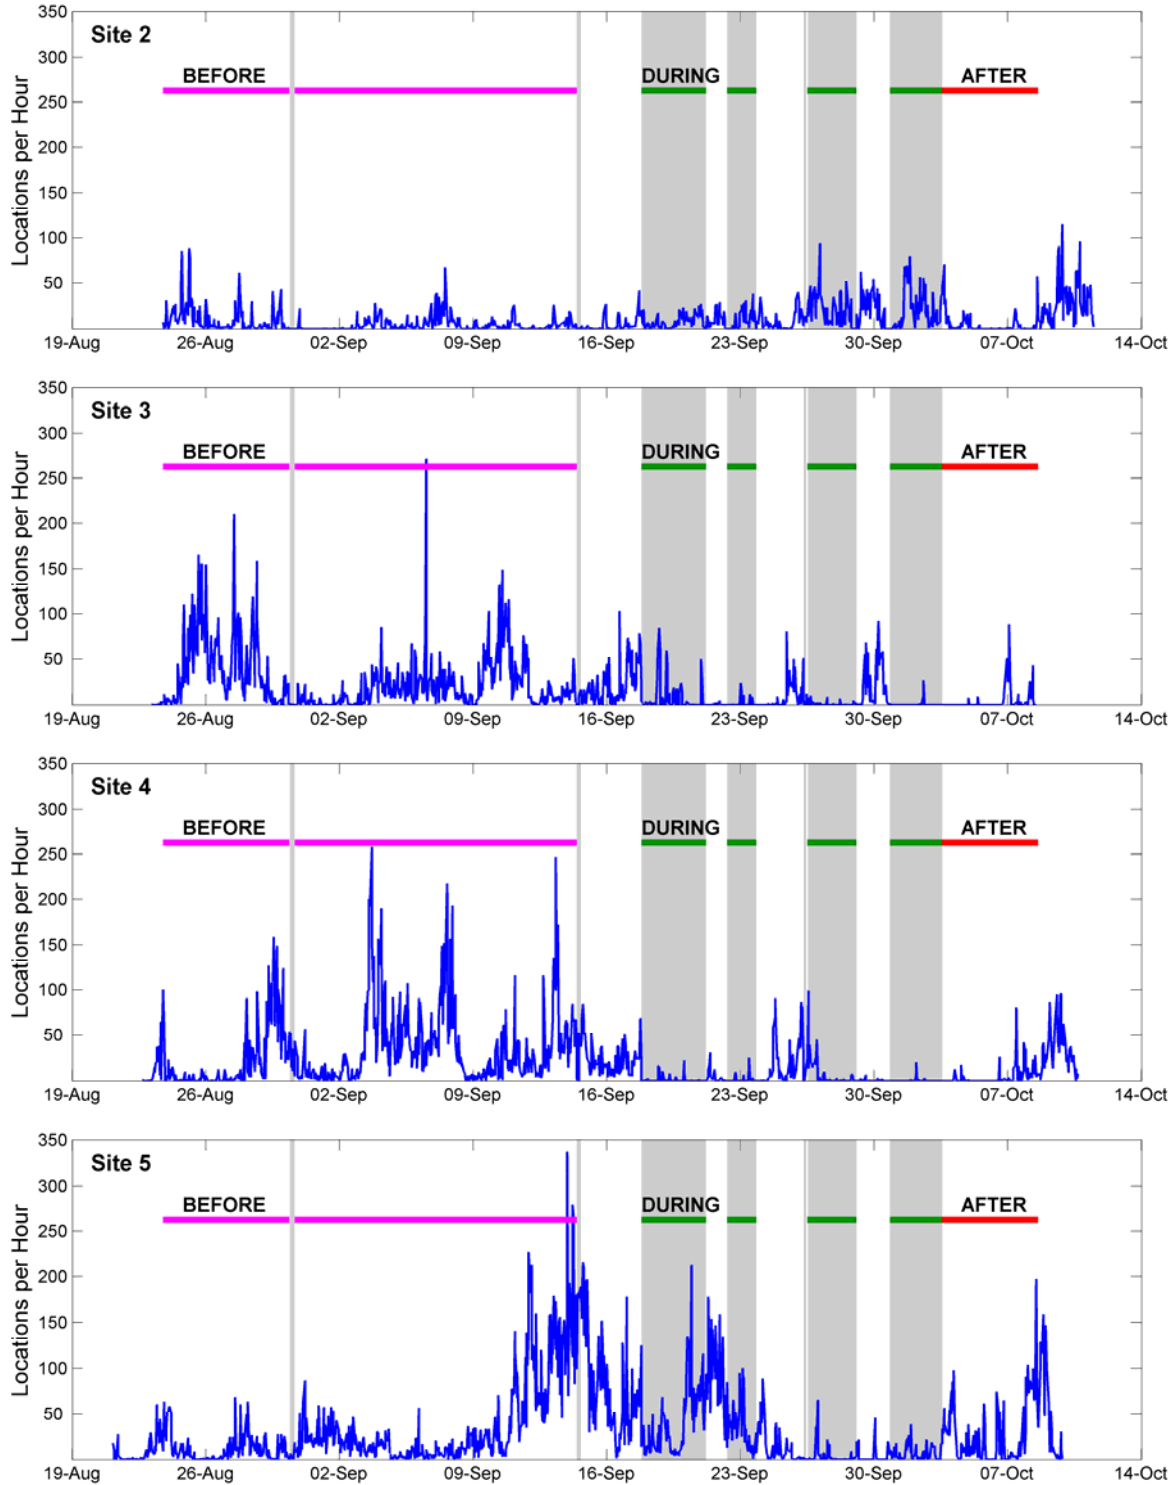 350
Site 2
300
BEFORE DURING AFTER
250
200
150
100
50
Locations per Hour
19-Aug 26-Aug 02-Sep 09-Sep 16-Sep 23-Sep 30-Sep 07-Oct 14-Oct
350
Site 3
300
BEFORE DURING AFTER
250
200
150
100
50
Locations per Hour
19-Aug 26-Aug 02-Sep 09-Sep 16-Sep 23-Sep 30-Sep 07-Oct 14-Oct
350
Site 4
300
BEFORE DURING AFTER
250
200
150
100
50
Locations per Hour
19-Aug 26-Aug 02-Sep 09-Sep 16-Sep 23-Sep 30-Sep 07-Oct 14-Oct
350
Site 5
300
BEFORE DURING AFTER
250
200
150
100
50
Locations per Hour
19-Aug 26-Aug 02-Sep 09-Sep 16-Sep 23-Sep 30-Sep 07-Oct 14-Oct